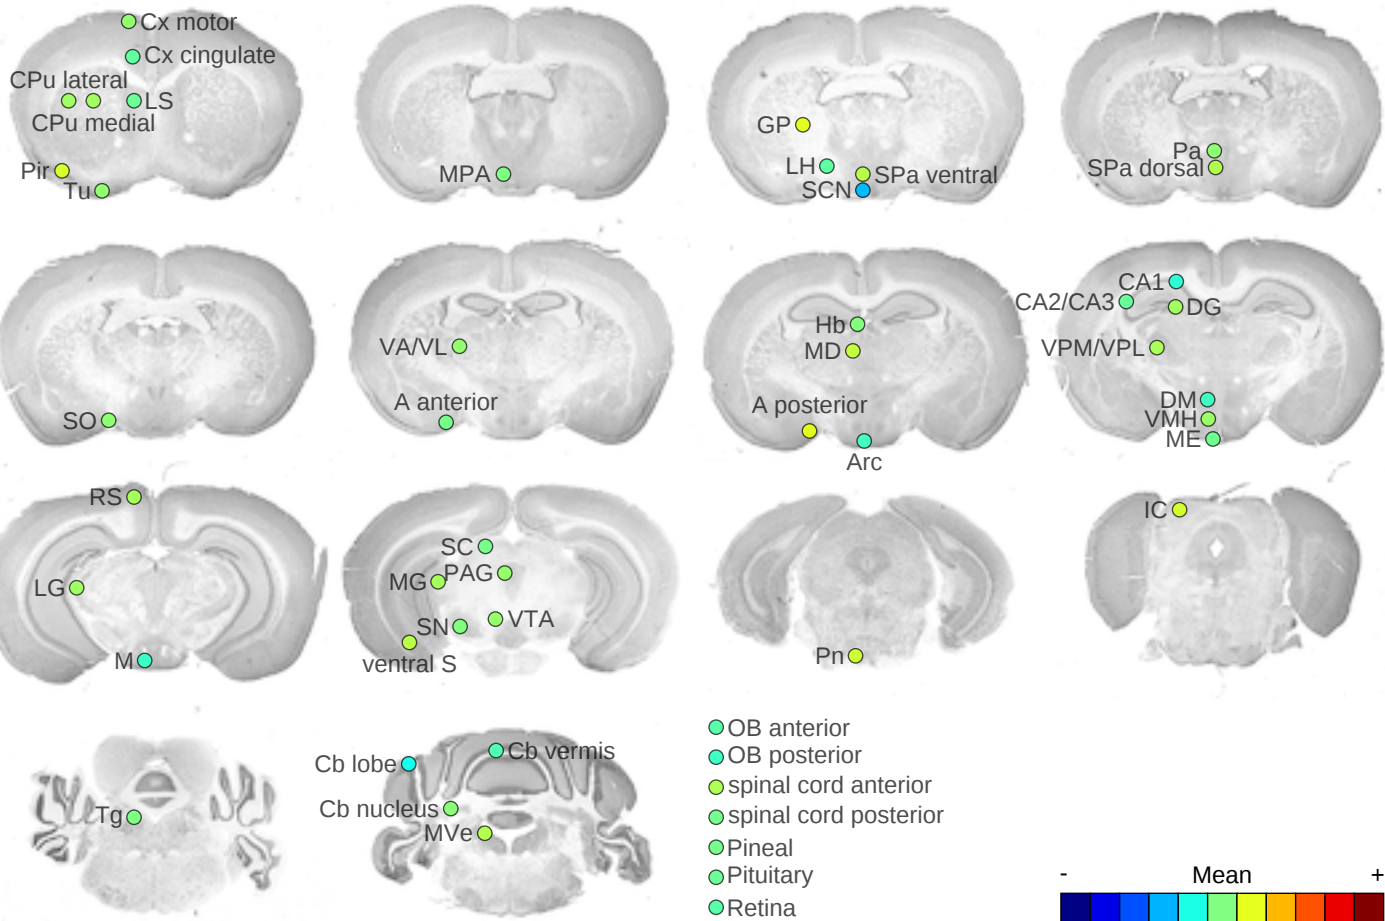 Cx motor
Cx cingulate
CPu lateral
LS
CPu medial
Pir
Tu
MPA
GP
LH
SPa ventral
SCN
Pa
SPa dorsal
SO
VA/VL
A anterior
Hb
MD
A posterior
Arc
CA1
CA2/CA3
DG
VPM/VPL
DM
VMH
ME
RS
LG
M
SC
PAG
MG
VTA
SN
ventral S
Pn
IC
Tg
Cb vermis
Cb lobe
Cb nucleus
MVe
OB anterior
OB posterior
spinal cord anterior
spinal cord posterior
Pineal
Pituitary
Retina
- Mean +